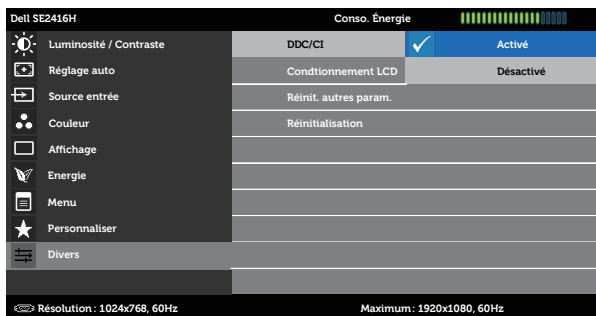 Dell SE2416H Conso. Énergie
Luminosité / Contraste DDC/CI Activé
Réglage auto Condtionnement LCD Désactivé
Source entrée Réinit. autres param.
Couleur Réinitialisation
Affichage
Energie
Menu
Personnaliser
Divers
Résolution : 1024x768, 60Hz Maximum : 1920x1080, 60Hz